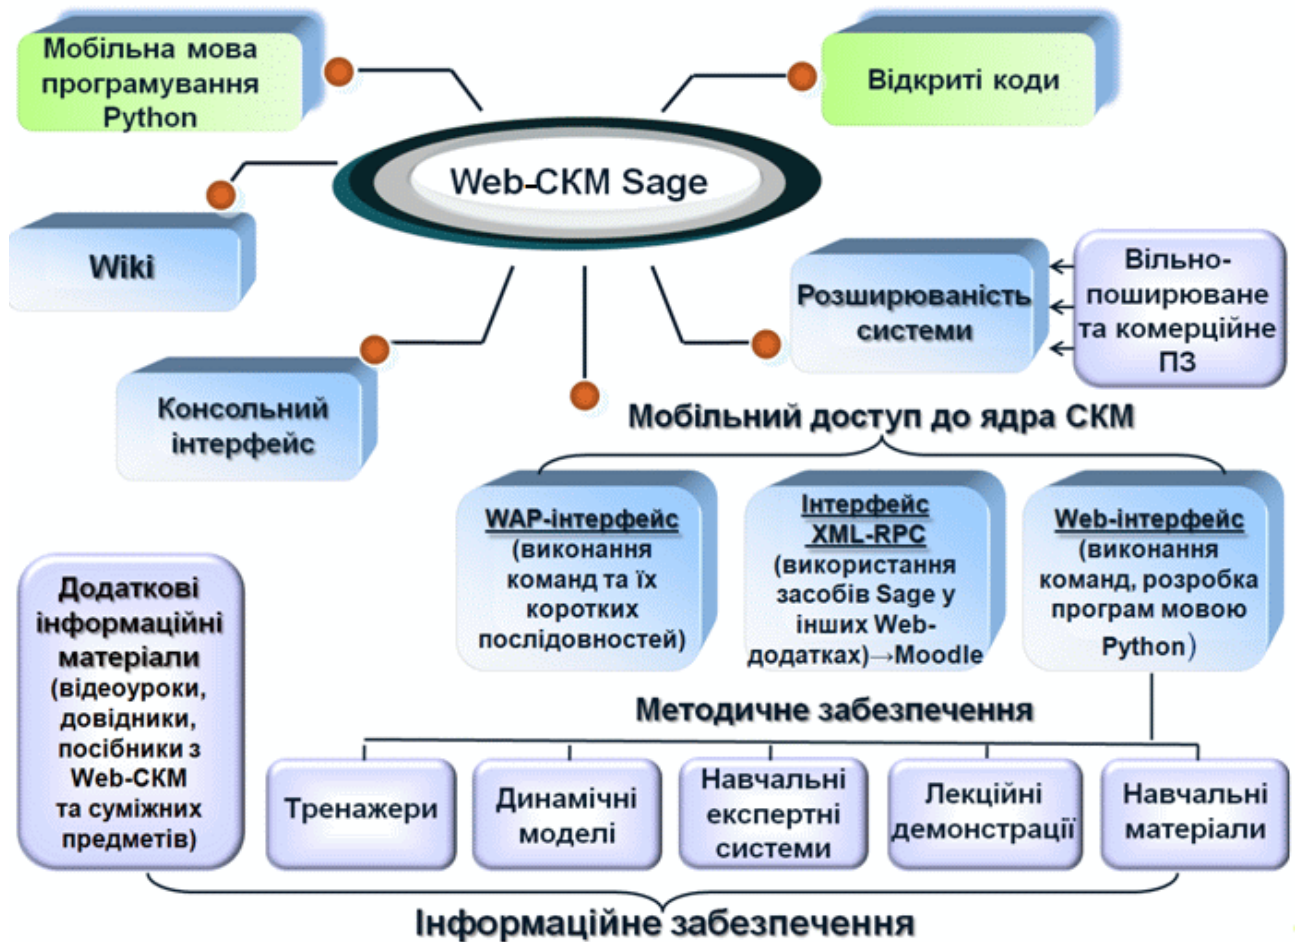 Мобільна мова
програмування
Python
Відкриті коди
Web-СКМ Sage
Wiki
Розширюваність
системи
Вільно-
поширюване
та комерційне
ПЗ
Консольний
інтерфейс
Мобільний доступ до ядра СКМ
WAP-інтерфейс
(виконання
команд та їх
коротких
послідовностей)
Інтерфейс
XML-RPC
(використання
засобів Sage у
інших Web-
додатках)→Moodle
Web-інтерфейс
(виконання
команд, розробка
програм мовою
Python)
Додаткові
інформаційні
матеріали
(відеоуроки,
довідники,
посібники з
Web-СКМ
та суміжних
предметів)
Методичне забезпечення
Тренажери
Динамічні
моделі
Навчальні
експертні
системи
Лекційні
демонстрації
Навчальні
матеріали
Інформаційне забезпечення